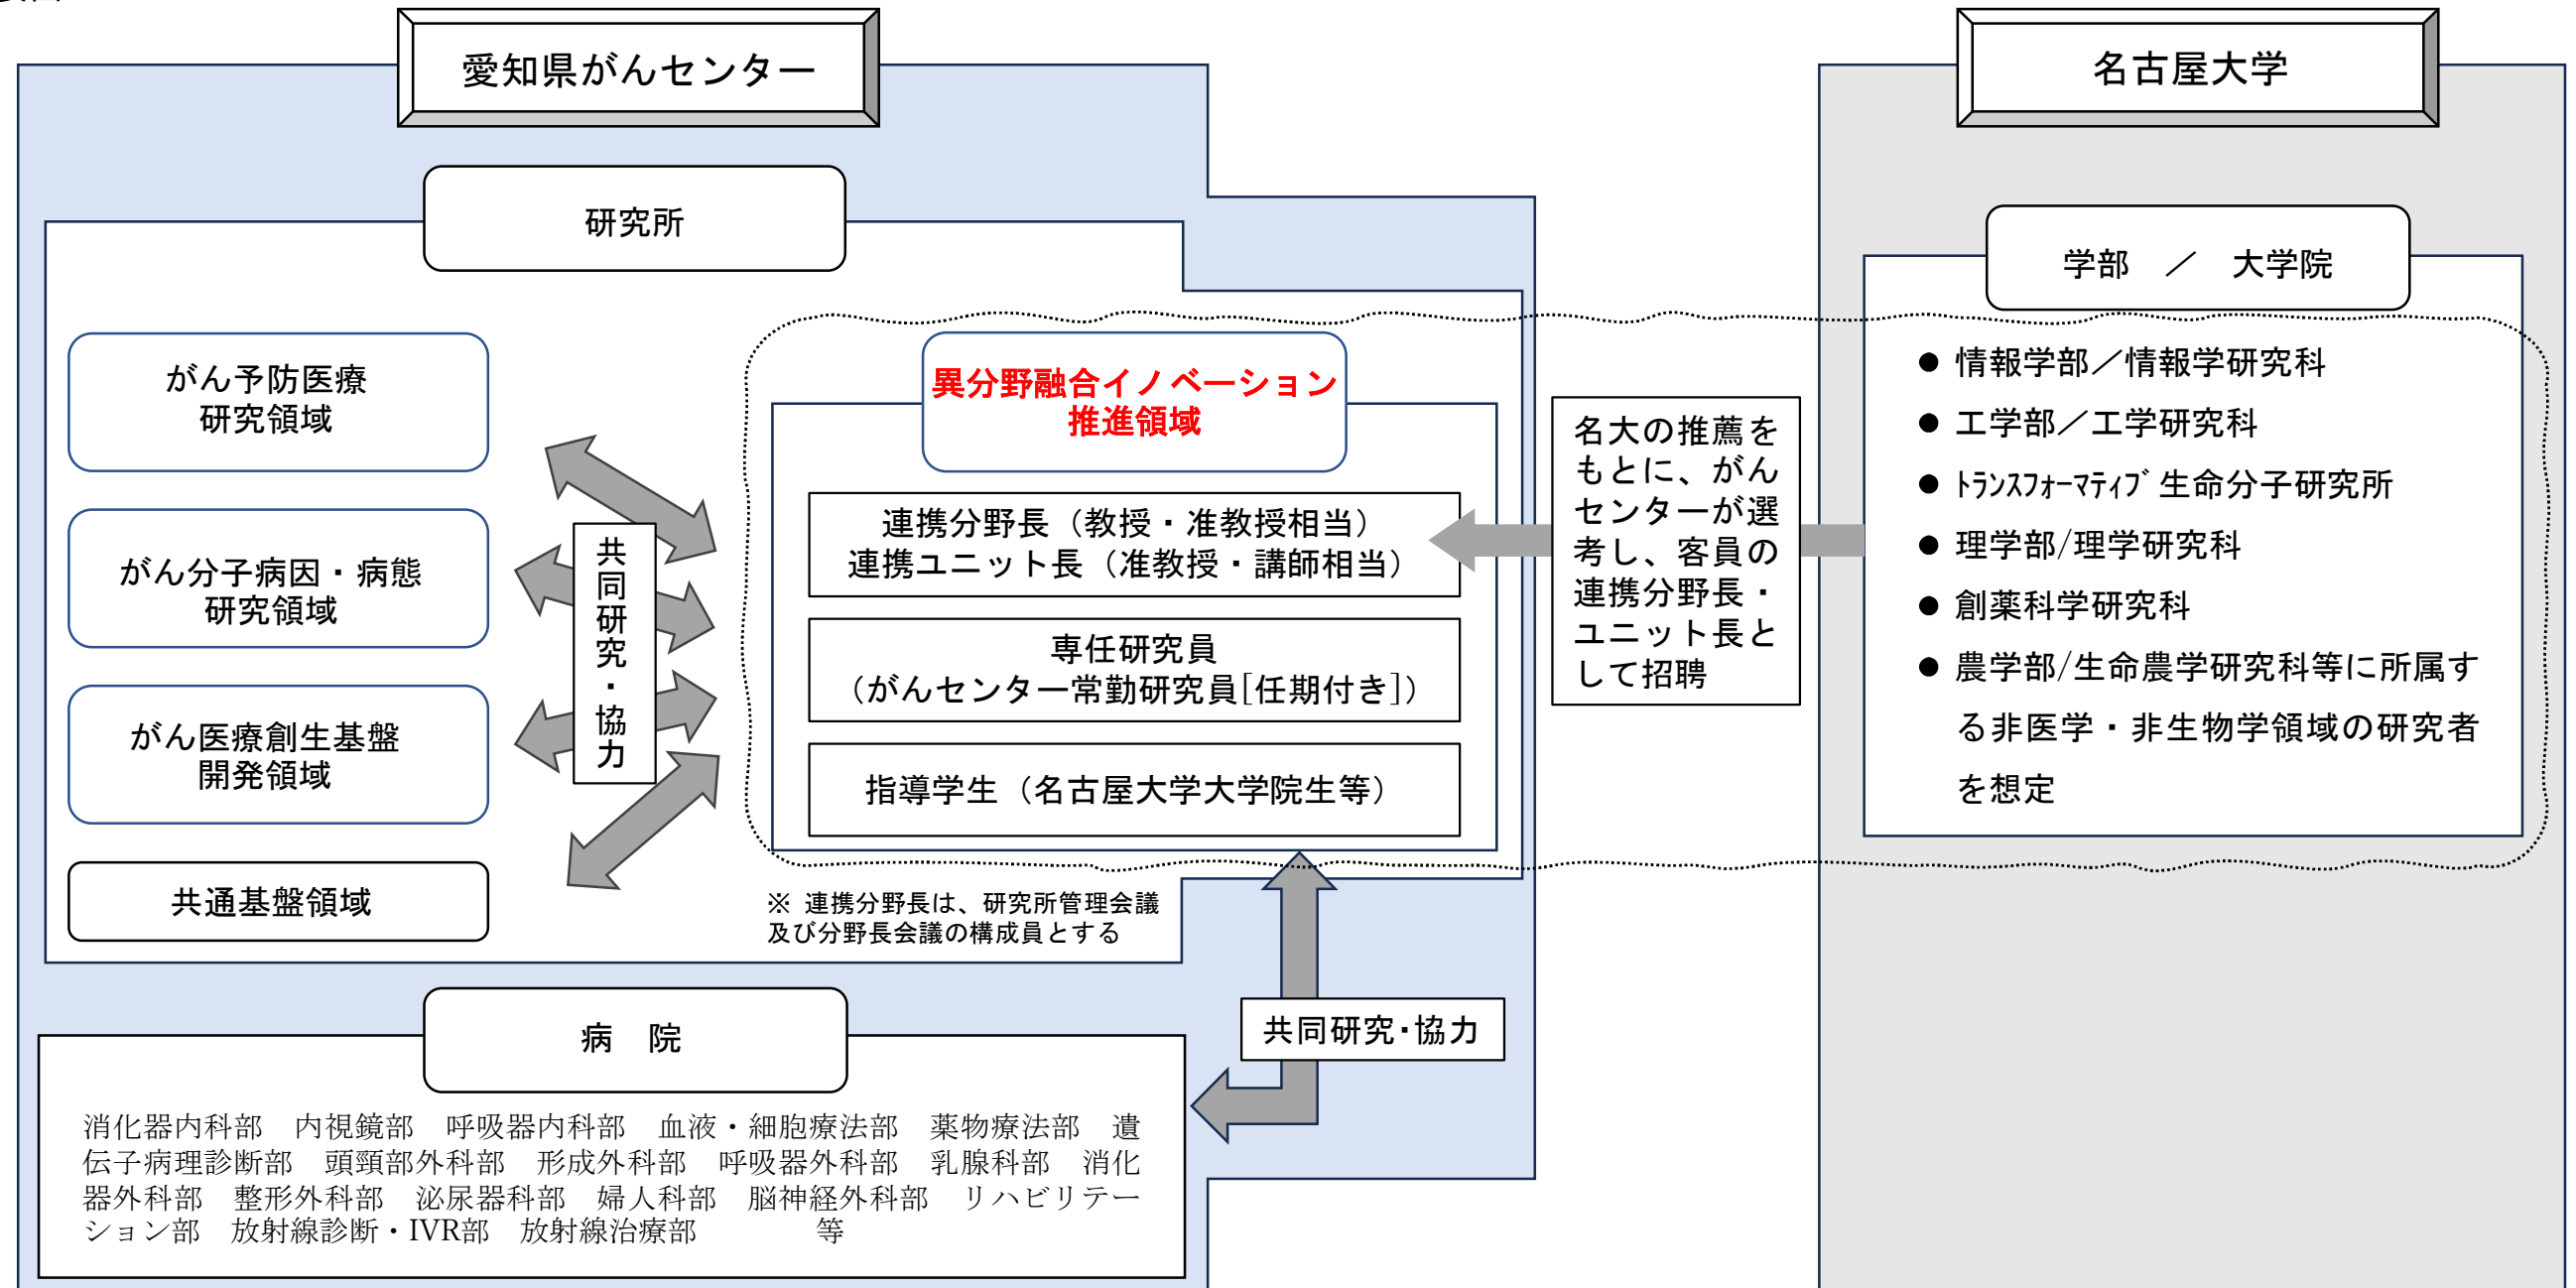 愛知県がんセンター
名古屋大学
研究所
学部　／　大学院
がん予防医療
研究領域
がん分子病因・病態
研究領域
がん医療創生基盤
開発領域
共通基盤領域
共同研究・協力
異分野融合イノベーション
推進領域
連携分野長（教授・准教授相当）
連携ユニット長（准教授・講師相当）
専任研究員
（がんセンター常勤研究員[任期付き]）
指導学生（名古屋大学大学院生等）
※ 連携分野長は、研究所管理会議
及び分野長会議の構成員とする
名大の推薦を
もとに、がん
センターが選
考し、客員の
連携分野長・
ユニット長と
して招聘
● 情報学部／情報学研究科
● 工学部／工学研究科
● ﾄﾗﾝｽﾌｫｰﾏﾃｨﾌﾞ生命分子研究所
● 理学部/理学研究科
● 創薬科学研究科
● 農学部/生命農学研究科等に所属す
る非医学・非生物学領域の研究者
を想定
病　院
共同研究・協力
消化器内科部　内視鏡部　呼吸器内科部　血液・細胞療法部　薬物療法部　遺
伝子病理診断部　頭頸部外科部　形成外科部　呼吸器外科部　乳腺科部　消化
器外科部　整形外科部　泌尿器科部　婦人科部　脳神経外科部　リハビリテー
ション部　放射線診断・IVR部　放射線治療部　　　　等